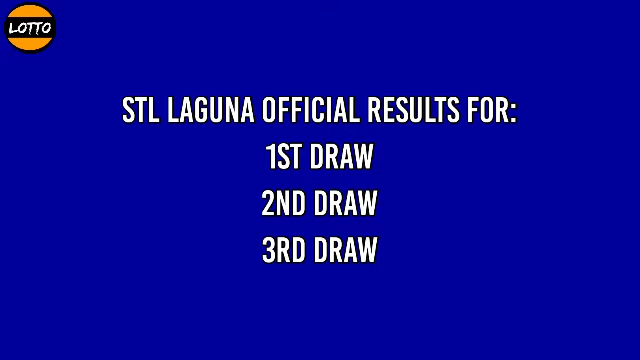 LOTTO
STL LAGUNA OFFICIAL RESULTS FOR:
1ST DRAW
2ND DRAW
3RD DRAW